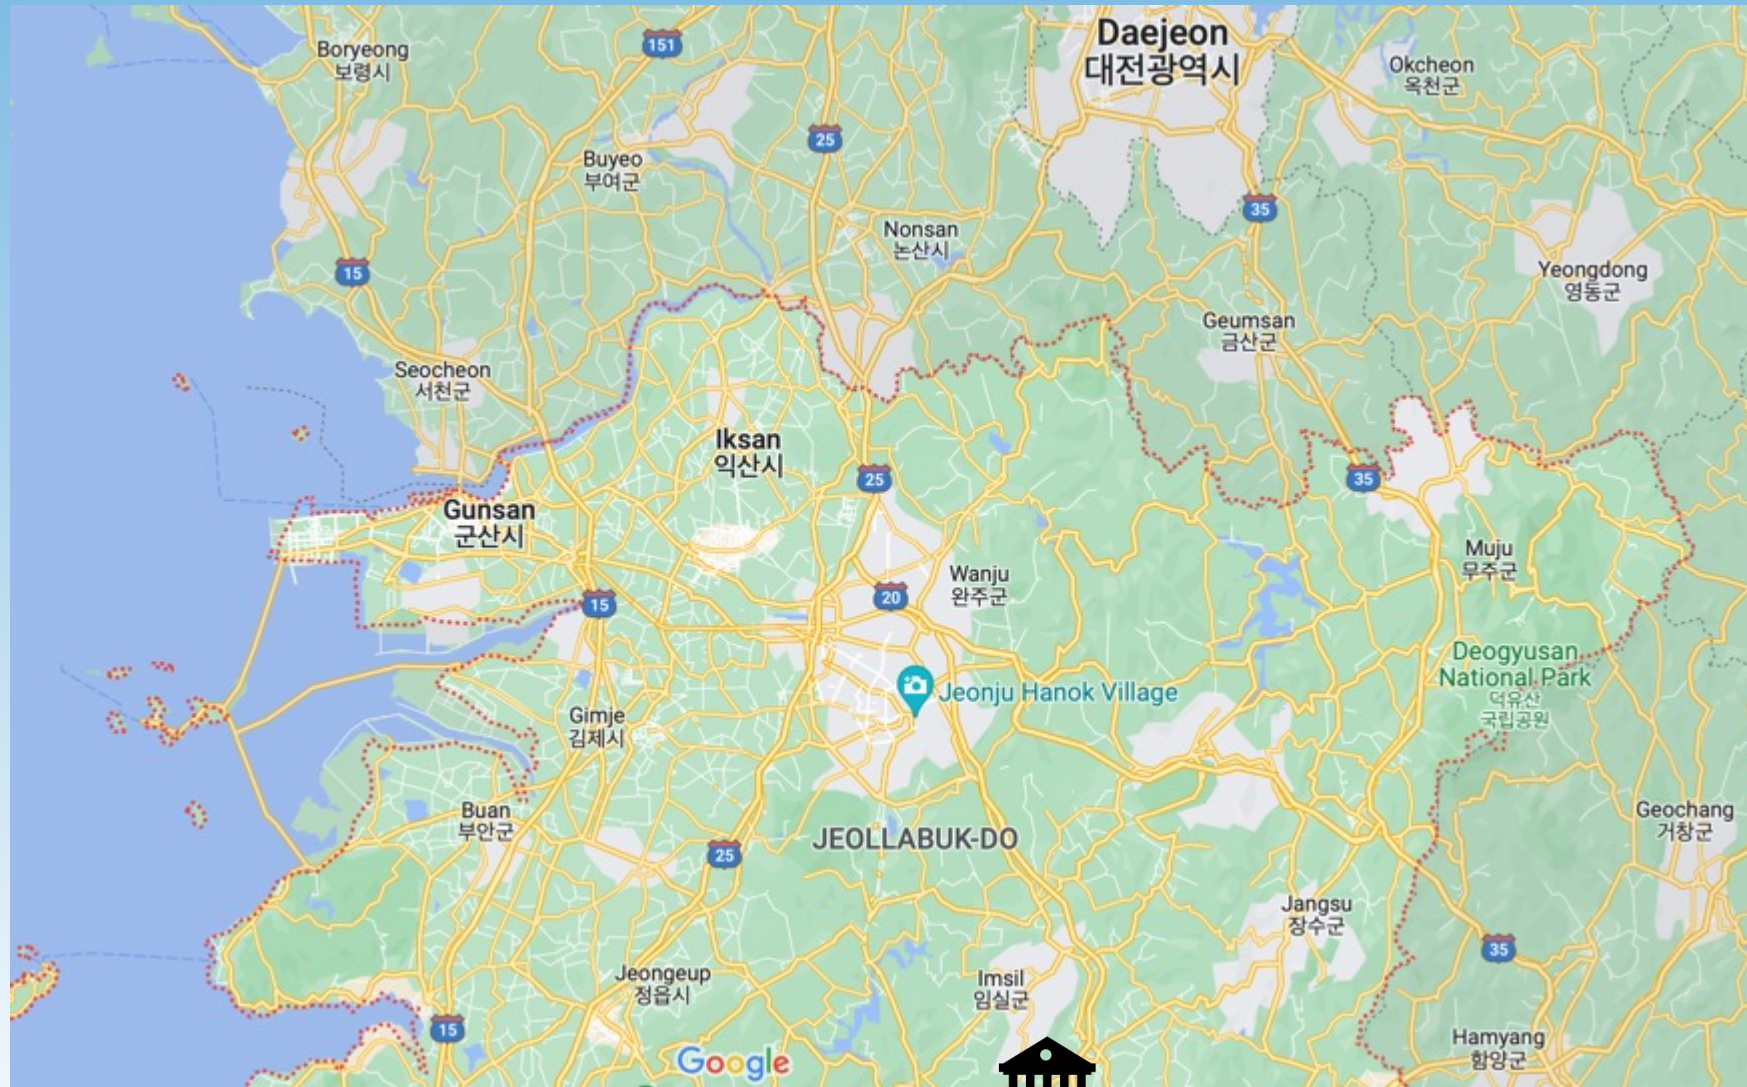 Boryeong
보령시
151
Daejeon
대전광역시
Okcheon
옥천군
25
Buyeo
부여군
35
Nonsan
논산시
15
Yeongdong
영동군
Geumsan
금산군
Seocheon
서천군
Iksan
익산시
25
35
Gunsan
군산시
Muju
무주군
Wanju
완주군
20
15
Deogyusan
National Park
덕유산
국립공원
Jeonju Hanok Village
Gimje
김제시
Buan
부안군
JEOLLABUK-DO
Geochang
거창군
25
Jangsu
장수군
35
Jeongeup
정읍시
Imsil
임실군
15
Hamyang
함양군
Google